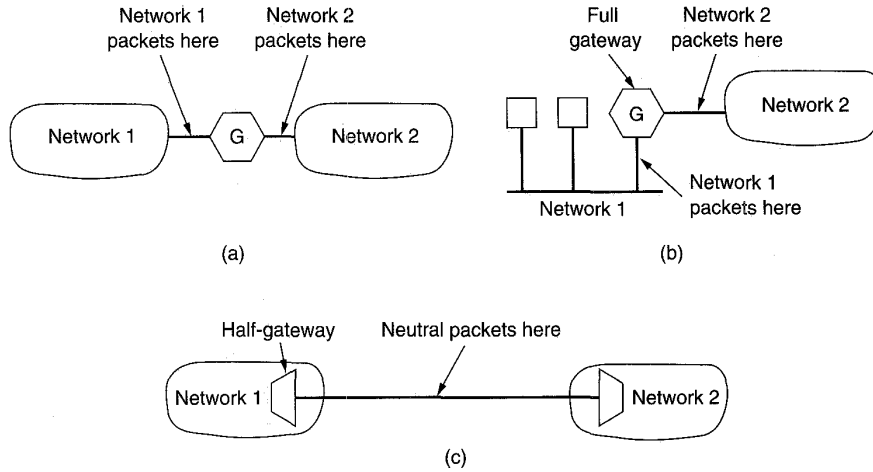 Network 1
packets here
Network 2
packets here
Network 1
G
Network 2
(a)
Full
gateway
Network 2
packets here
G
Network 2
Network 1
Network 1
packets here
(b)
Half-gateway
Neutral packets here
Network 1
Network 2
(c)